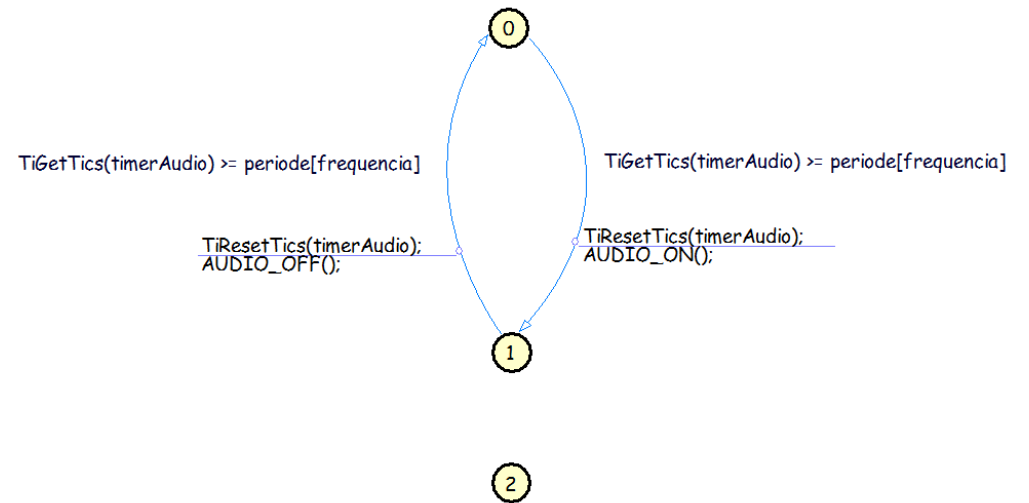 0
TiGetTics(timerAudio) >= periode[frequencia]
TiGetTics(timerAudio) >= periode[frequencia]
TiResetTics(timerAudio);
AUDIO_OFF();
TiResetTics(timerAudio);
AUDIO_ON();
1
2